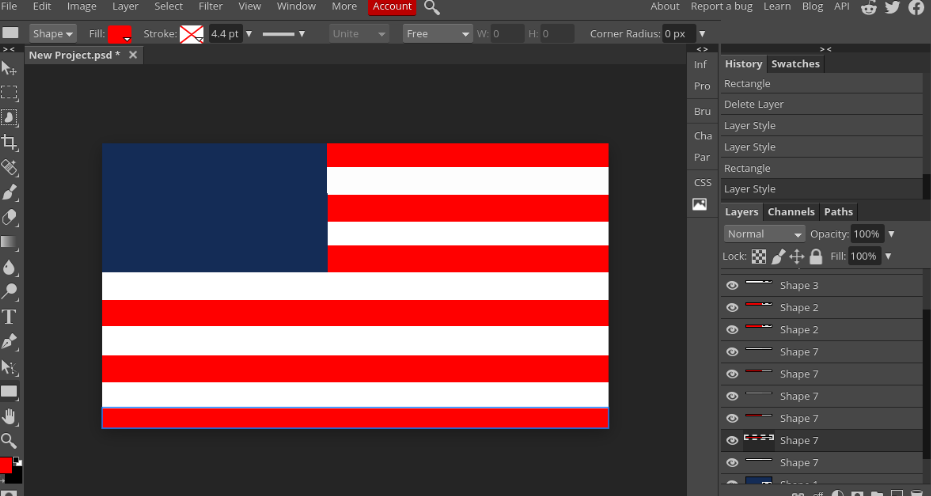 File Edit Image Layer Select Filter View Window More Account About Report a bug Learn Blog API
Shape Fill: Stroke: 4.4 pt Unite Free W: 0 H: 0 Corner Radius: 0 px
> < < > > <
New Project.psd *
Inf
Pro
Bru
Cha
Par
CSS
History Swatches
Rectangle
Delete Layer
Layer Style
Layer Style
Rectangle
Layer Style
Layers Channels Paths
Normal Opacity: 100%
Lock: Fill: 100%
Shape 3
Shape 2
Shape 2
Shape 7
Shape 7
Shape 7
Shape 7
Shape 7
Shape 7